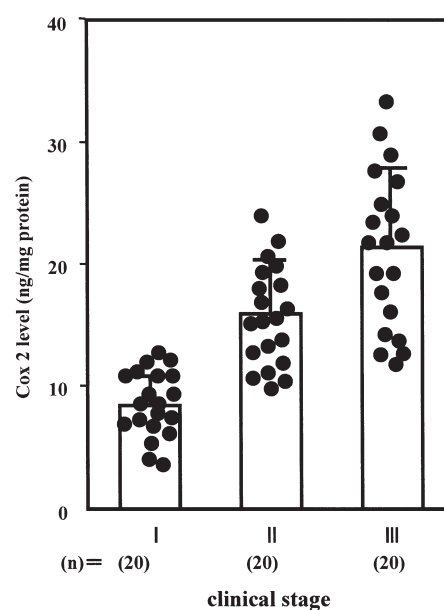 40
30
20
10
0
Cox 2 level (ng/mg protein)
I II III
(n)= (20) (20) (20)
clinical stage